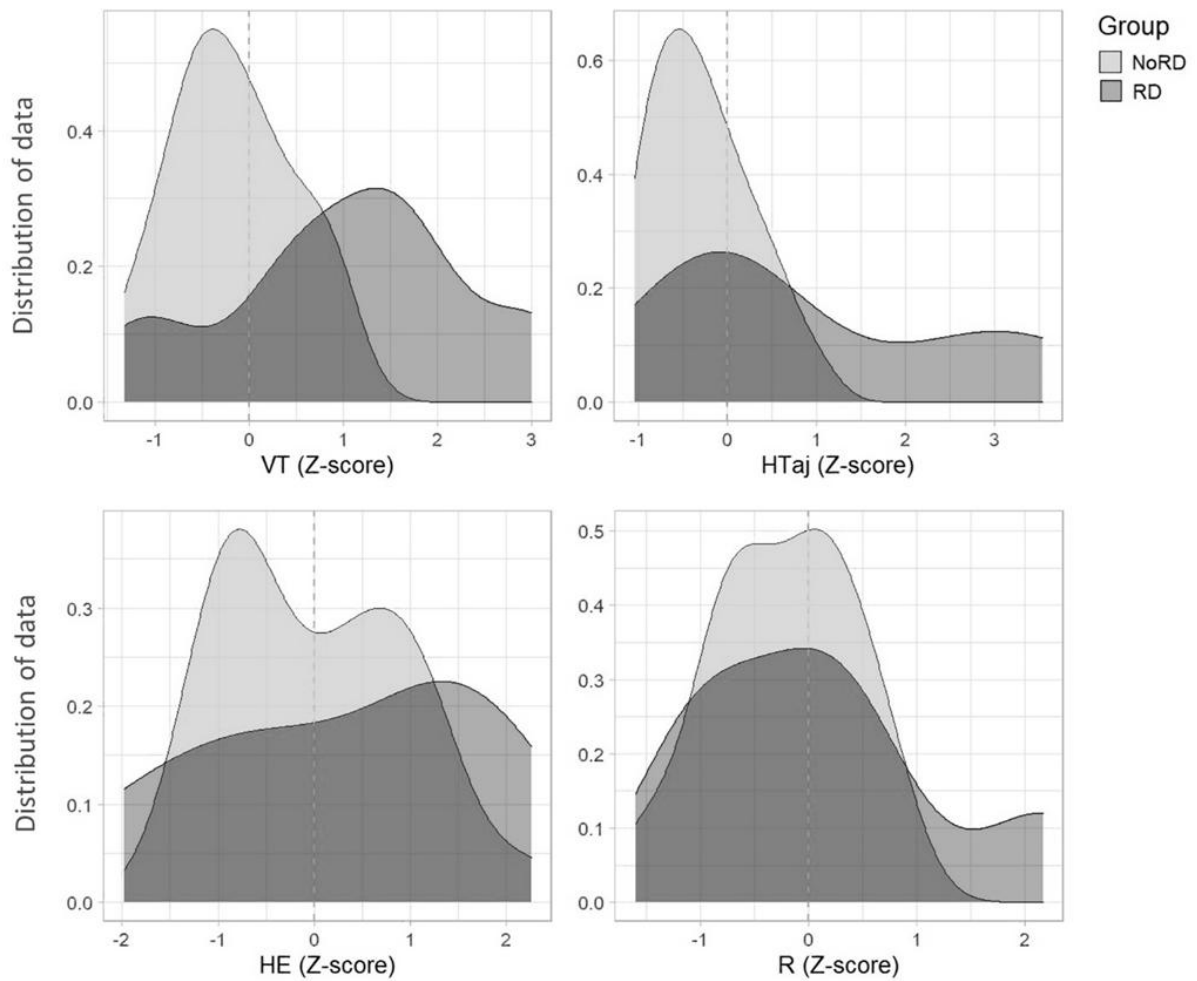 Group
NoRD
RD
Distribution of data
0.4
0.2
0.0
-1 0 1 2 3
VT (Z-score)
0.6
0.4
0.2
0.0
-1 0 1 2 3
HTaj (Z-score)
Distribution of data
0.3
0.2
0.1
0.0
-2 -1 0 1 2
HE (Z-score)
0.5
0.4
0.3
0.2
0.1
0.0
-1 0 1 2
R (Z-score)